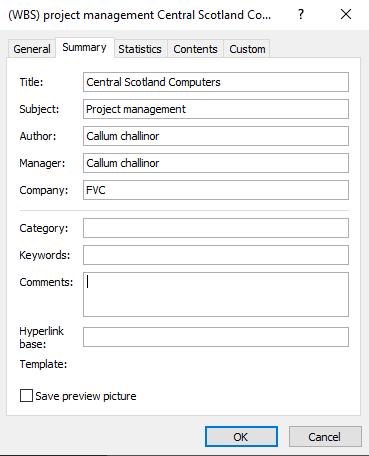 (WBS) project management Central Scotland Co... ? ×
General Summary Statistics Contents Custom
Title: Central Scotland Computers
Subject: Project management
Author: Callum challinor
Manager: Callum challinor
Company: FVC
Category:
Keywords:
Comments:
Hyperlink
base:
Template:
Save preview picture
OK Cancel